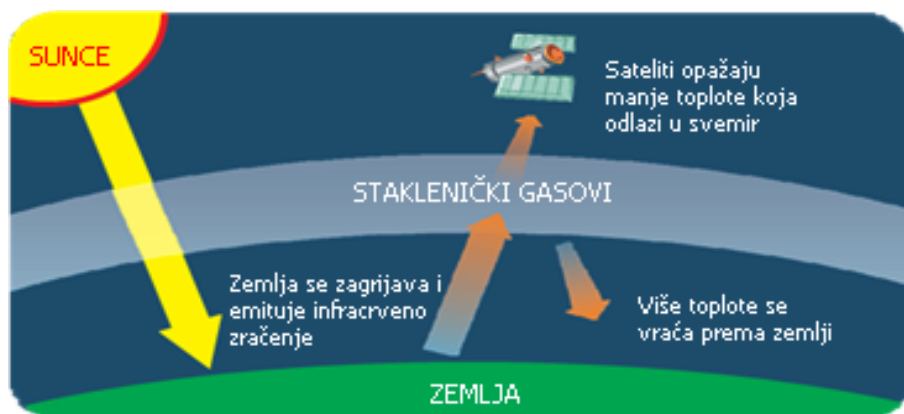 SUNCE
Sateliti opažaju
manje toplote koja
odlazi u svemir
STAKLENIČKI GASOVI
Zemlja se zagrijava i
emituje infracrveno
zračenje
Više toplote se
vraća prema zemlji
ZEMLJA